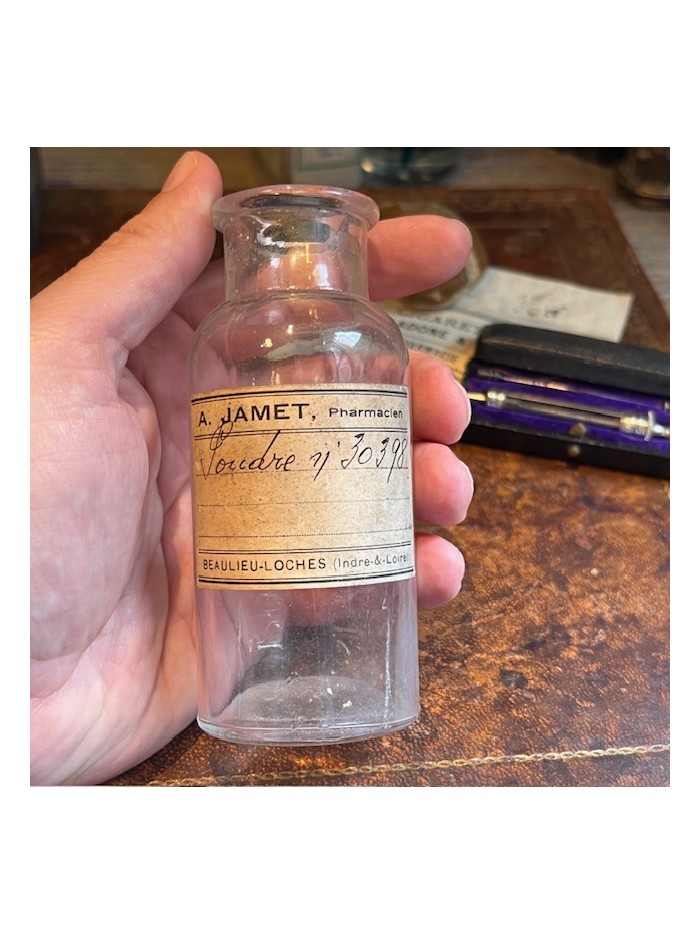 A. JAMET, Pharmacien
Poudre n° 30398
BEAULIEU-LOCHES (Indre-&-Loire)